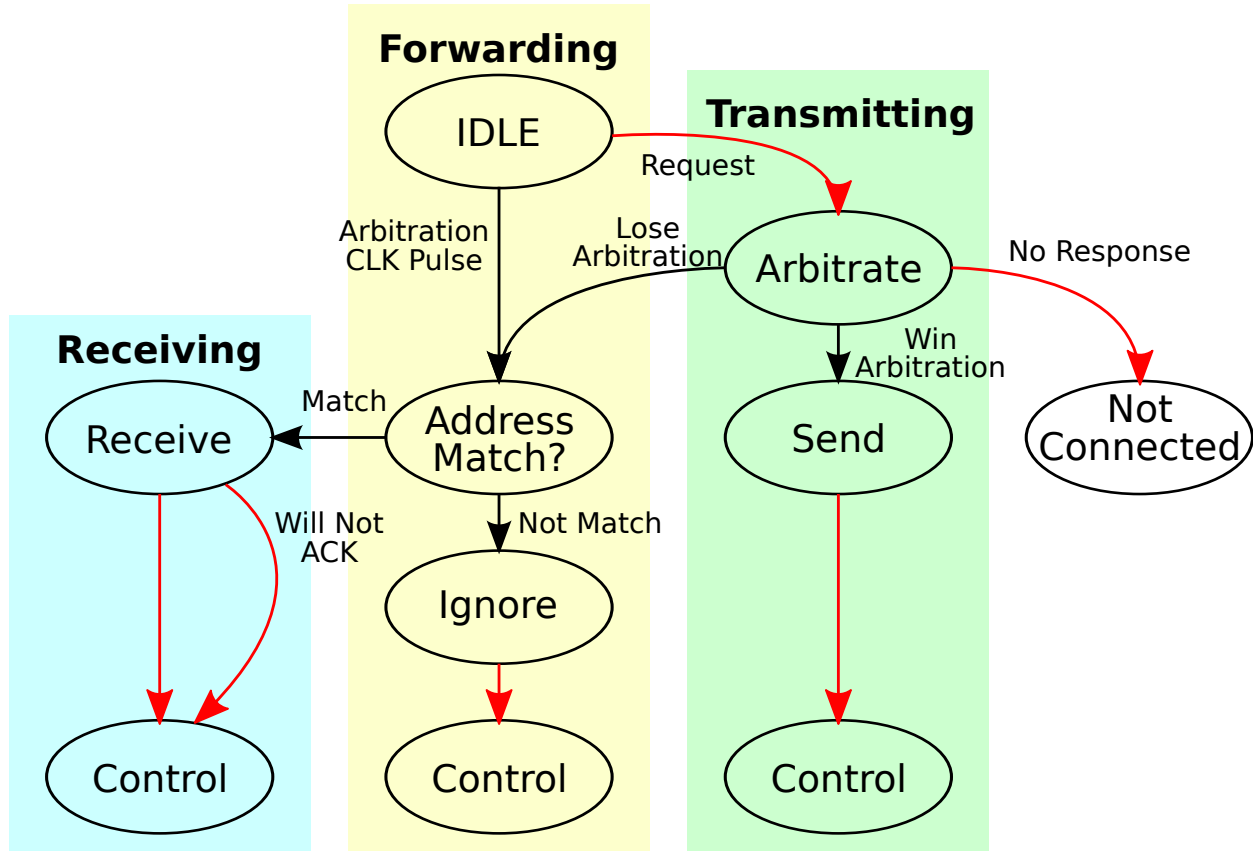 Forwarding
IDLE
Transmitting
Request
Arbitration
CLK Pulse
Lose
Arbitration
Arbitrate
No Response
Receiving
Win
Arbitration
Match
Receive
Address
Match?
Send
Not
Connected
Will Not
ACK
Not Match
Ignore
Control
Control
Control